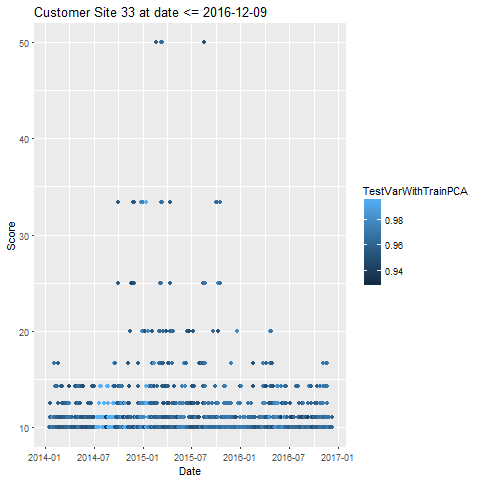 Customer Site 33 at date <= 2016-12-09
50
40
30
20
10
Score
2014-01 2014-07 2015-01 2015-07 2016-01 2016-07 2017-01
Date
TestVarWithTrainPCA
0.98
0.96
0.94